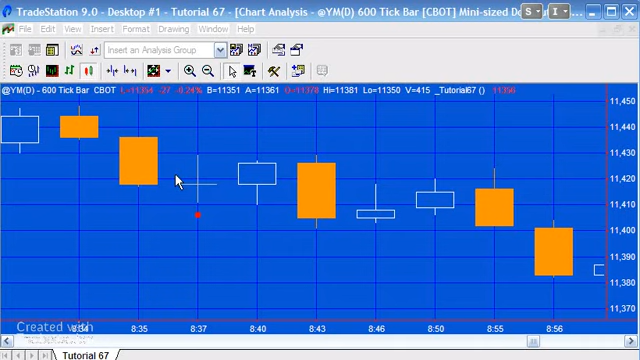 TradeStation 9.0 - Desktop #1 - Tutorial 67 - [Chart Analysis - @YM(D) 600 Tick Bar [CBOT] Mini-sized Do
S
I
File Edit View Insert Format Drawing View Window Help
Insert an Analysis Group
@YM(D) - 600 Tick Bar CBOT L=11354 -27 -0.24% B=11351 A=11361 O=11378 Hi=11381 Lo=11350 V=415 _Tutorial67 () 11356
11,450
11,440
11,430
11,420
11,410
11,400
11,390
11,380
11,370
8:34 8:35 8:37 8:40 8:43 8:46 8:50 8:55 8:56
Created with
Tutorial 67